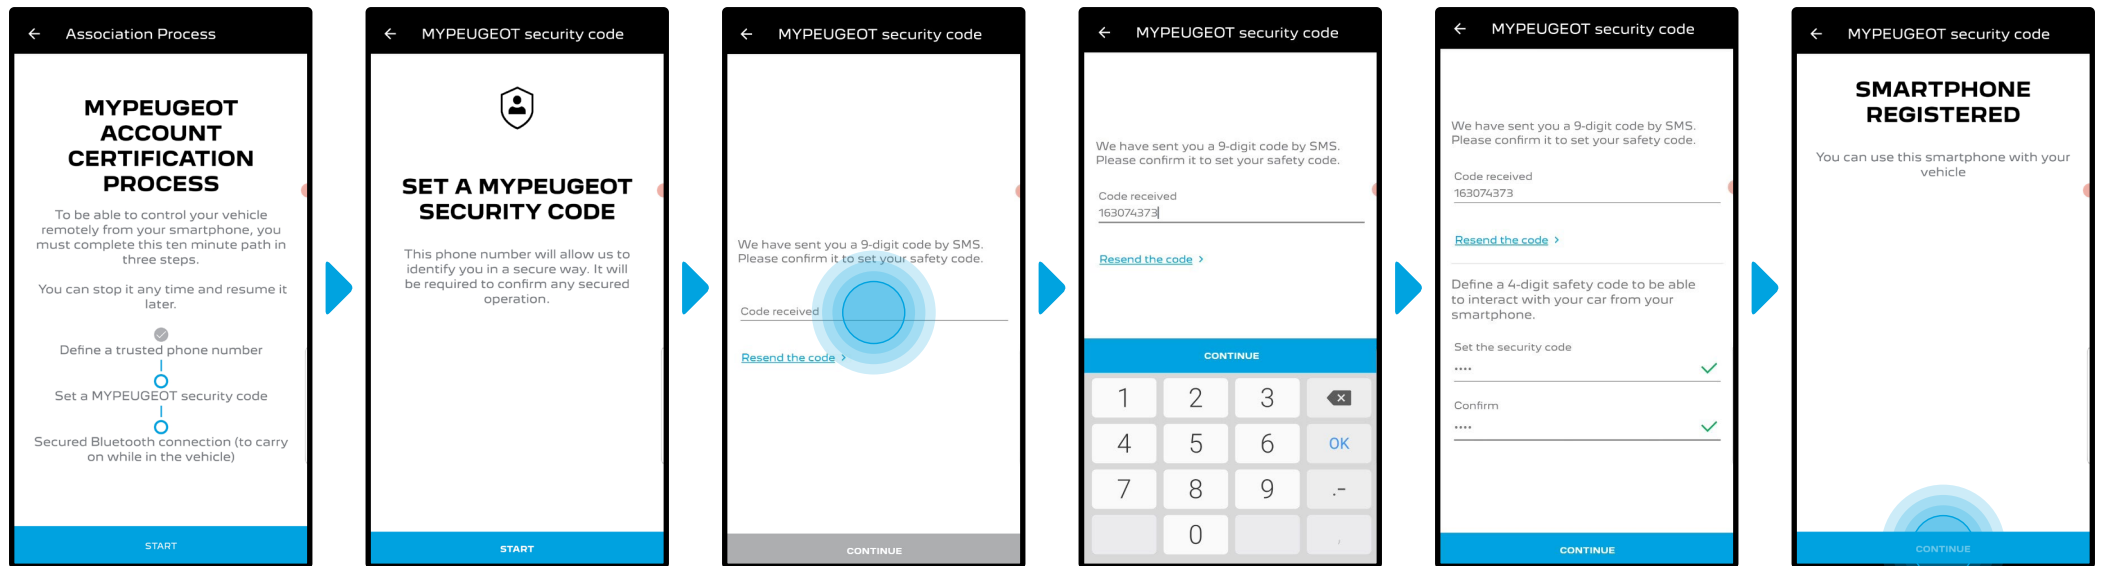 Association Process
MYPEUGEOT
ACCOUNT
CERTIFICATION
PROCESS
To be able to control your vehicle
remotely from your smartphone, you
must complete this ten minute path in
three steps.
You can stop it any time and resume it
later.
Define a trusted phone number
Set a MYPEUGEOT security code
Secured Bluetooth connection (to carry
on while in the vehicle)
START
MYPEUGEOT security code
SET A MYPEUGEOT
SECURITY CODE
This phone number will allow us to
identify you in a secure way. It will
be required to confirm any secured
operation.
START
MYPEUGEOT security code
We have sent you a 9-digit code by SMS.
Please confirm it to set your safety code.
Code received
Resend the code >
CONTINUE
MYPEUGEOT security code
We have sent you a 9-digit code by SMS.
Please confirm it to set your safety code.
Code received
163074373
Resend the code >
CONTINUE
1 2 3
4 5 6 OK
7 8 9 .-
0 ,
MYPEUGEOT security code
We have sent you a 9-digit code by SMS.
Please confirm it to set your safety code.
Code received
163074373
Resend the code >
Define a 4-digit safety code to be able
to interact with your car from your
smartphone.
Set the security code
••••
Confirm
••••
CONTINUE
MYPEUGEOT security code
SMARTPHONE
REGISTERED
You can use this smartphone with your
vehicle
CONTINUE